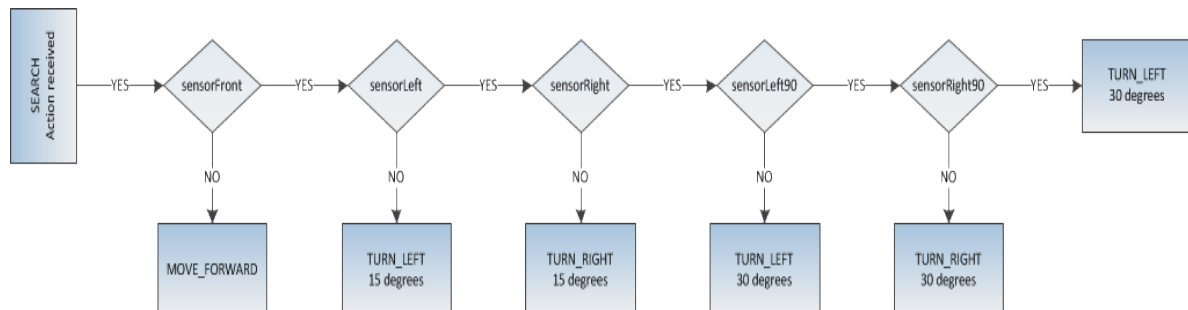 SEARCH
Action received
YES
sensorFront
YES
sensorLeft
YES
sensorRight
YES
sensorLeft90
YES
sensorRight90
YES
TURN_LEFT
30 degrees
NO
NO
NO
NO
NO
MOVE_FORWARD
TURN_LEFT
15 degrees
TURN_RIGHT
15 degrees
TURN_LEFT
30 degrees
TURN_RIGHT
30 degrees